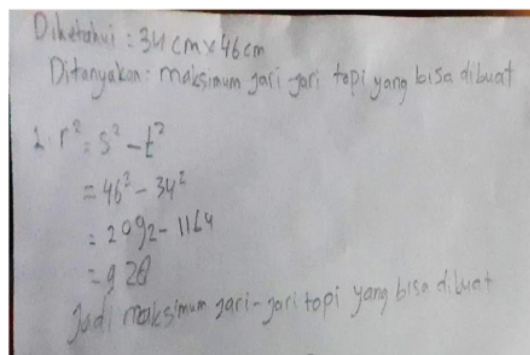 Diketahui : 34 cm x 46 cm
Ditanyakan : maksimum jari jari topi yang bisa dibuat
1. r² = s² - t²
= 46² - 34²
= 2092 - 1164
= 928
Jadi maksimum jari-jari topi yang bisa dibuat